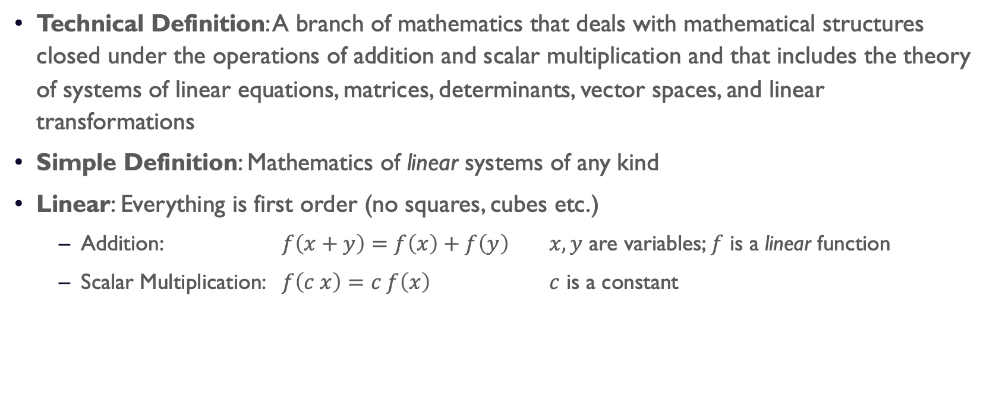 • Technical Definition: A branch of mathematics that deals with mathematical structures
closed under the operations of addition and scalar multiplication and that includes the theory
of systems of linear equations, matrices, determinants, vector spaces, and linear
transformations
• Simple Definition: Mathematics of linear systems of any kind
• Linear: Everything is first order (no squares, cubes etc.)
– Addition: f(x + y) = f(x) + f(y) x, y are variables; f is a linear function
– Scalar Multiplication: f(c x) = c f(x) c is a constant